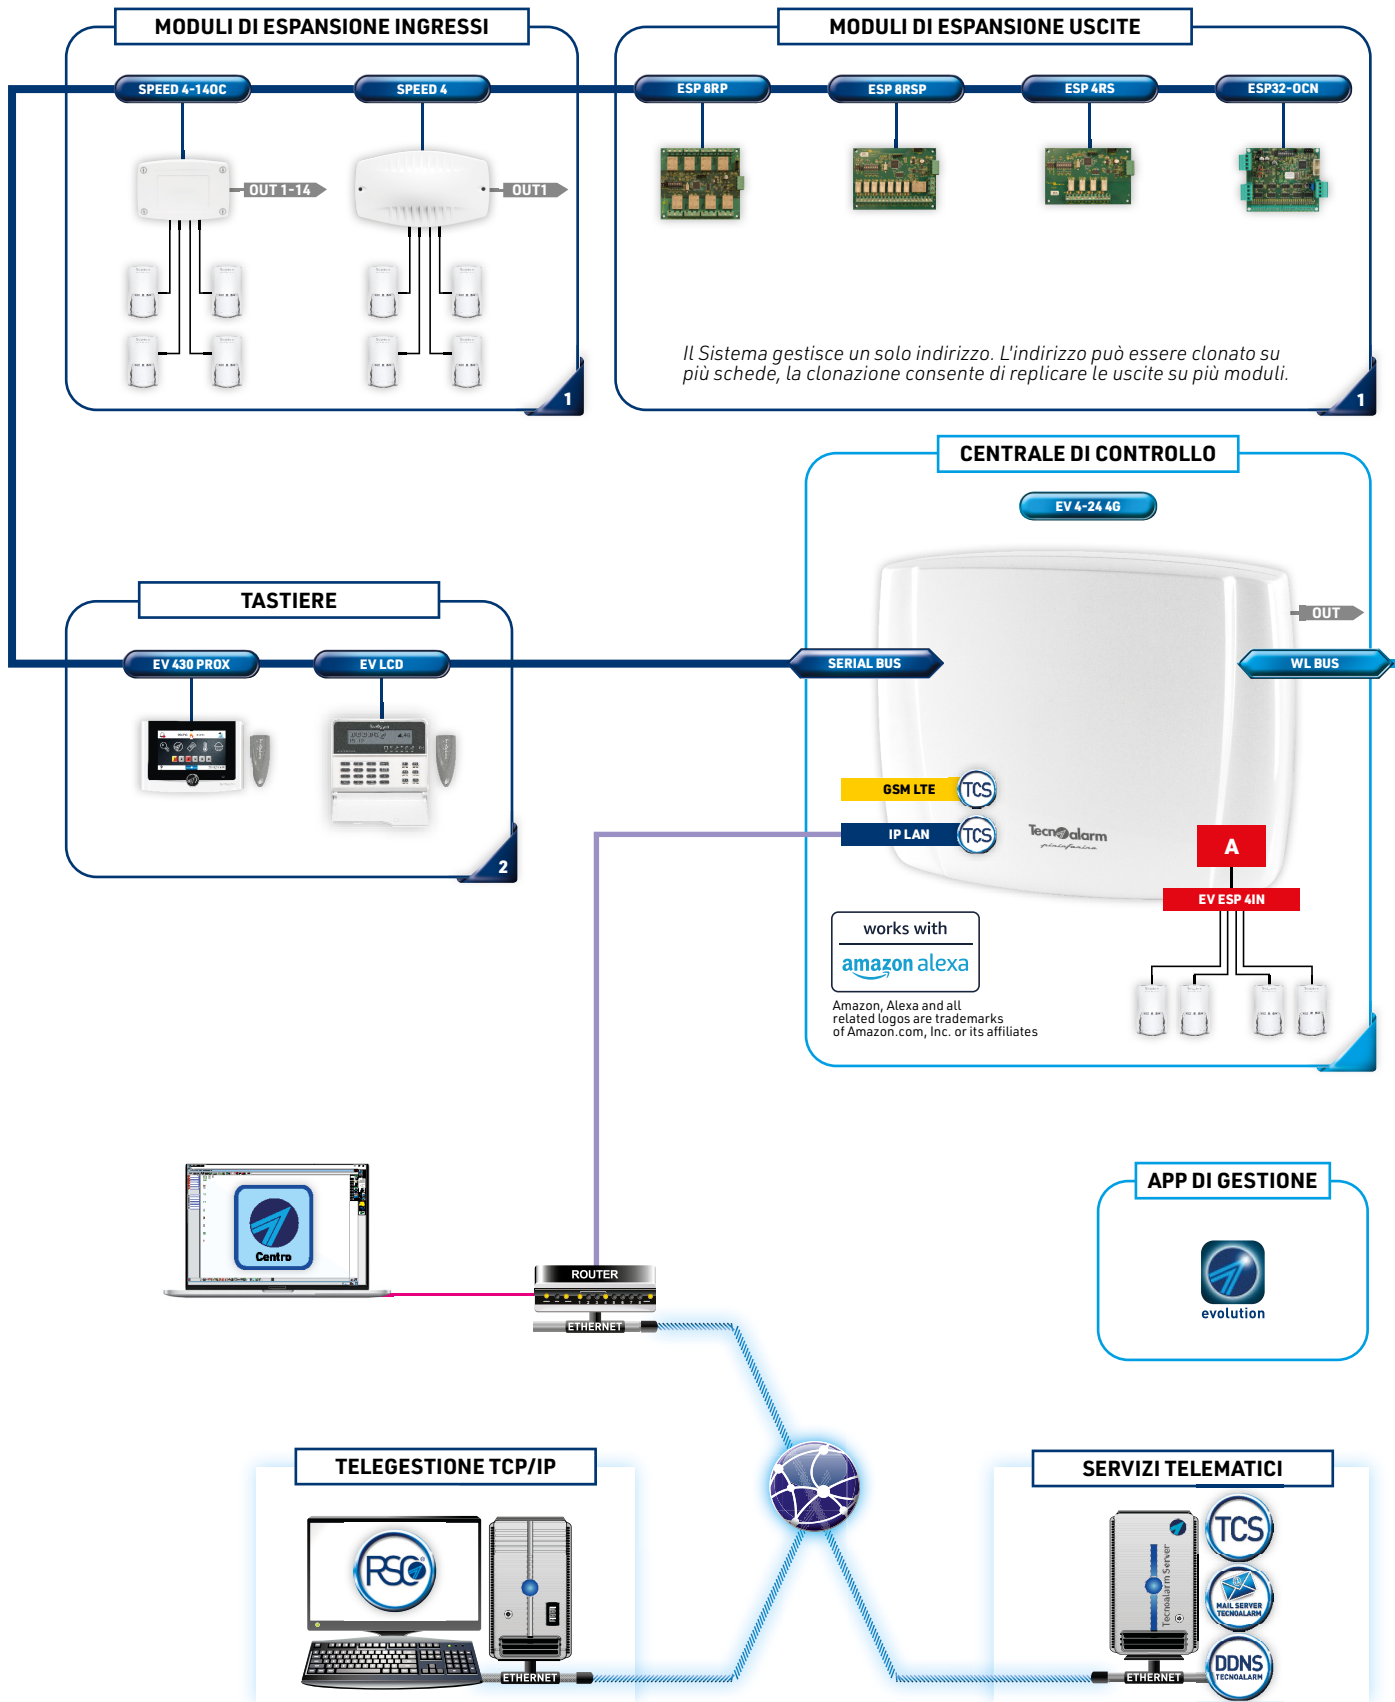 MODULI DI ESPANSIONE INGRESSI
MODULI DI ESPANSIONE USCITE
SPEED 4-14OC
SPEED 4
ESP 8RP
ESP 8RSP
ESP 4RS
ESP32-OCN
OUT 1-14
OUT1
Il Sistema gestisce un solo indirizzo. L'indirizzo può essere clonato su
più schede, la clonazione consente di replicare le uscite su più moduli.
1
1
CENTRALE DI CONTROLLO
EV 4-24 4G
TASTIERE
OUT
EV 430 PROX
EV LCD
SERIAL BUS
WL BUS
GSM LTE
TCS
IP LAN
TCS
Tecnoalarm
pininfarina
A
EV ESP 4IN
2
works with
amazon alexa
Amazon, Alexa and all
related logos are trademarks
of Amazon.com, Inc. or its affiliates
APP DI GESTIONE
Centro
ROUTER
ETHERNET
evolution
TELEGESTIONE TCP/IP
SERVIZI TELEMATICI
RSC®
Tecnoalarm Server
TCS
MAIL SERVER
TECNOALARM
DDNS
TECNOALARM
ETHERNET
ETHERNET